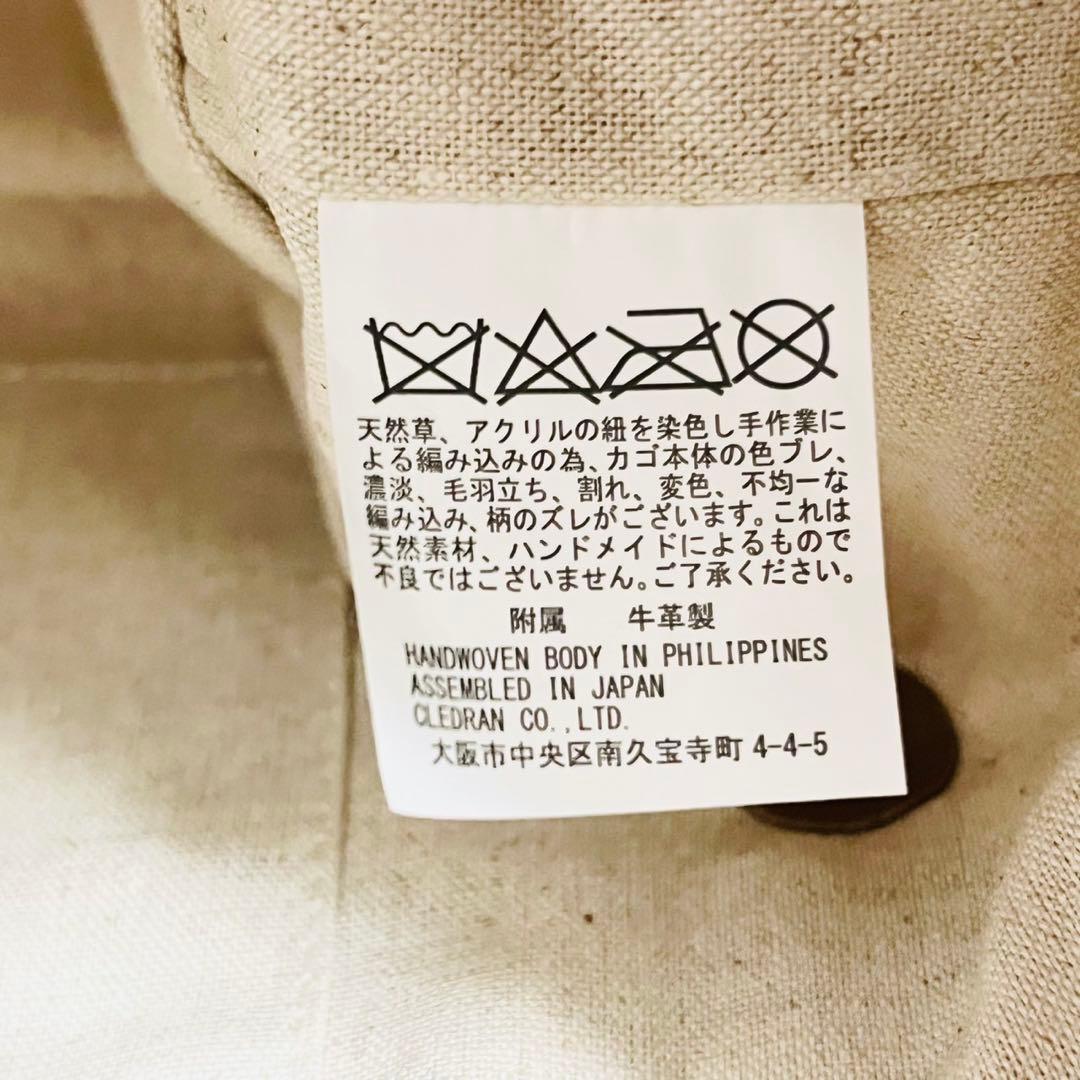 天然草、アクリルの紐を染色し手作業に
よる編み込みの為、カゴ本体の色ブレ、
濃淡、毛羽立ち、割れ、変色、不均一な
編み込み、柄のズレがございます。これは
天然素材、ハンドメイドによるもので
不良ではございません。ご了承ください。
附属 牛革製
HANDWOVEN BODY IN PHILIPPINES
ASSEMBLED IN JAPAN
CLEDRAN CO.,LTD.
大阪市中央区南久宝寺町 4-4-5